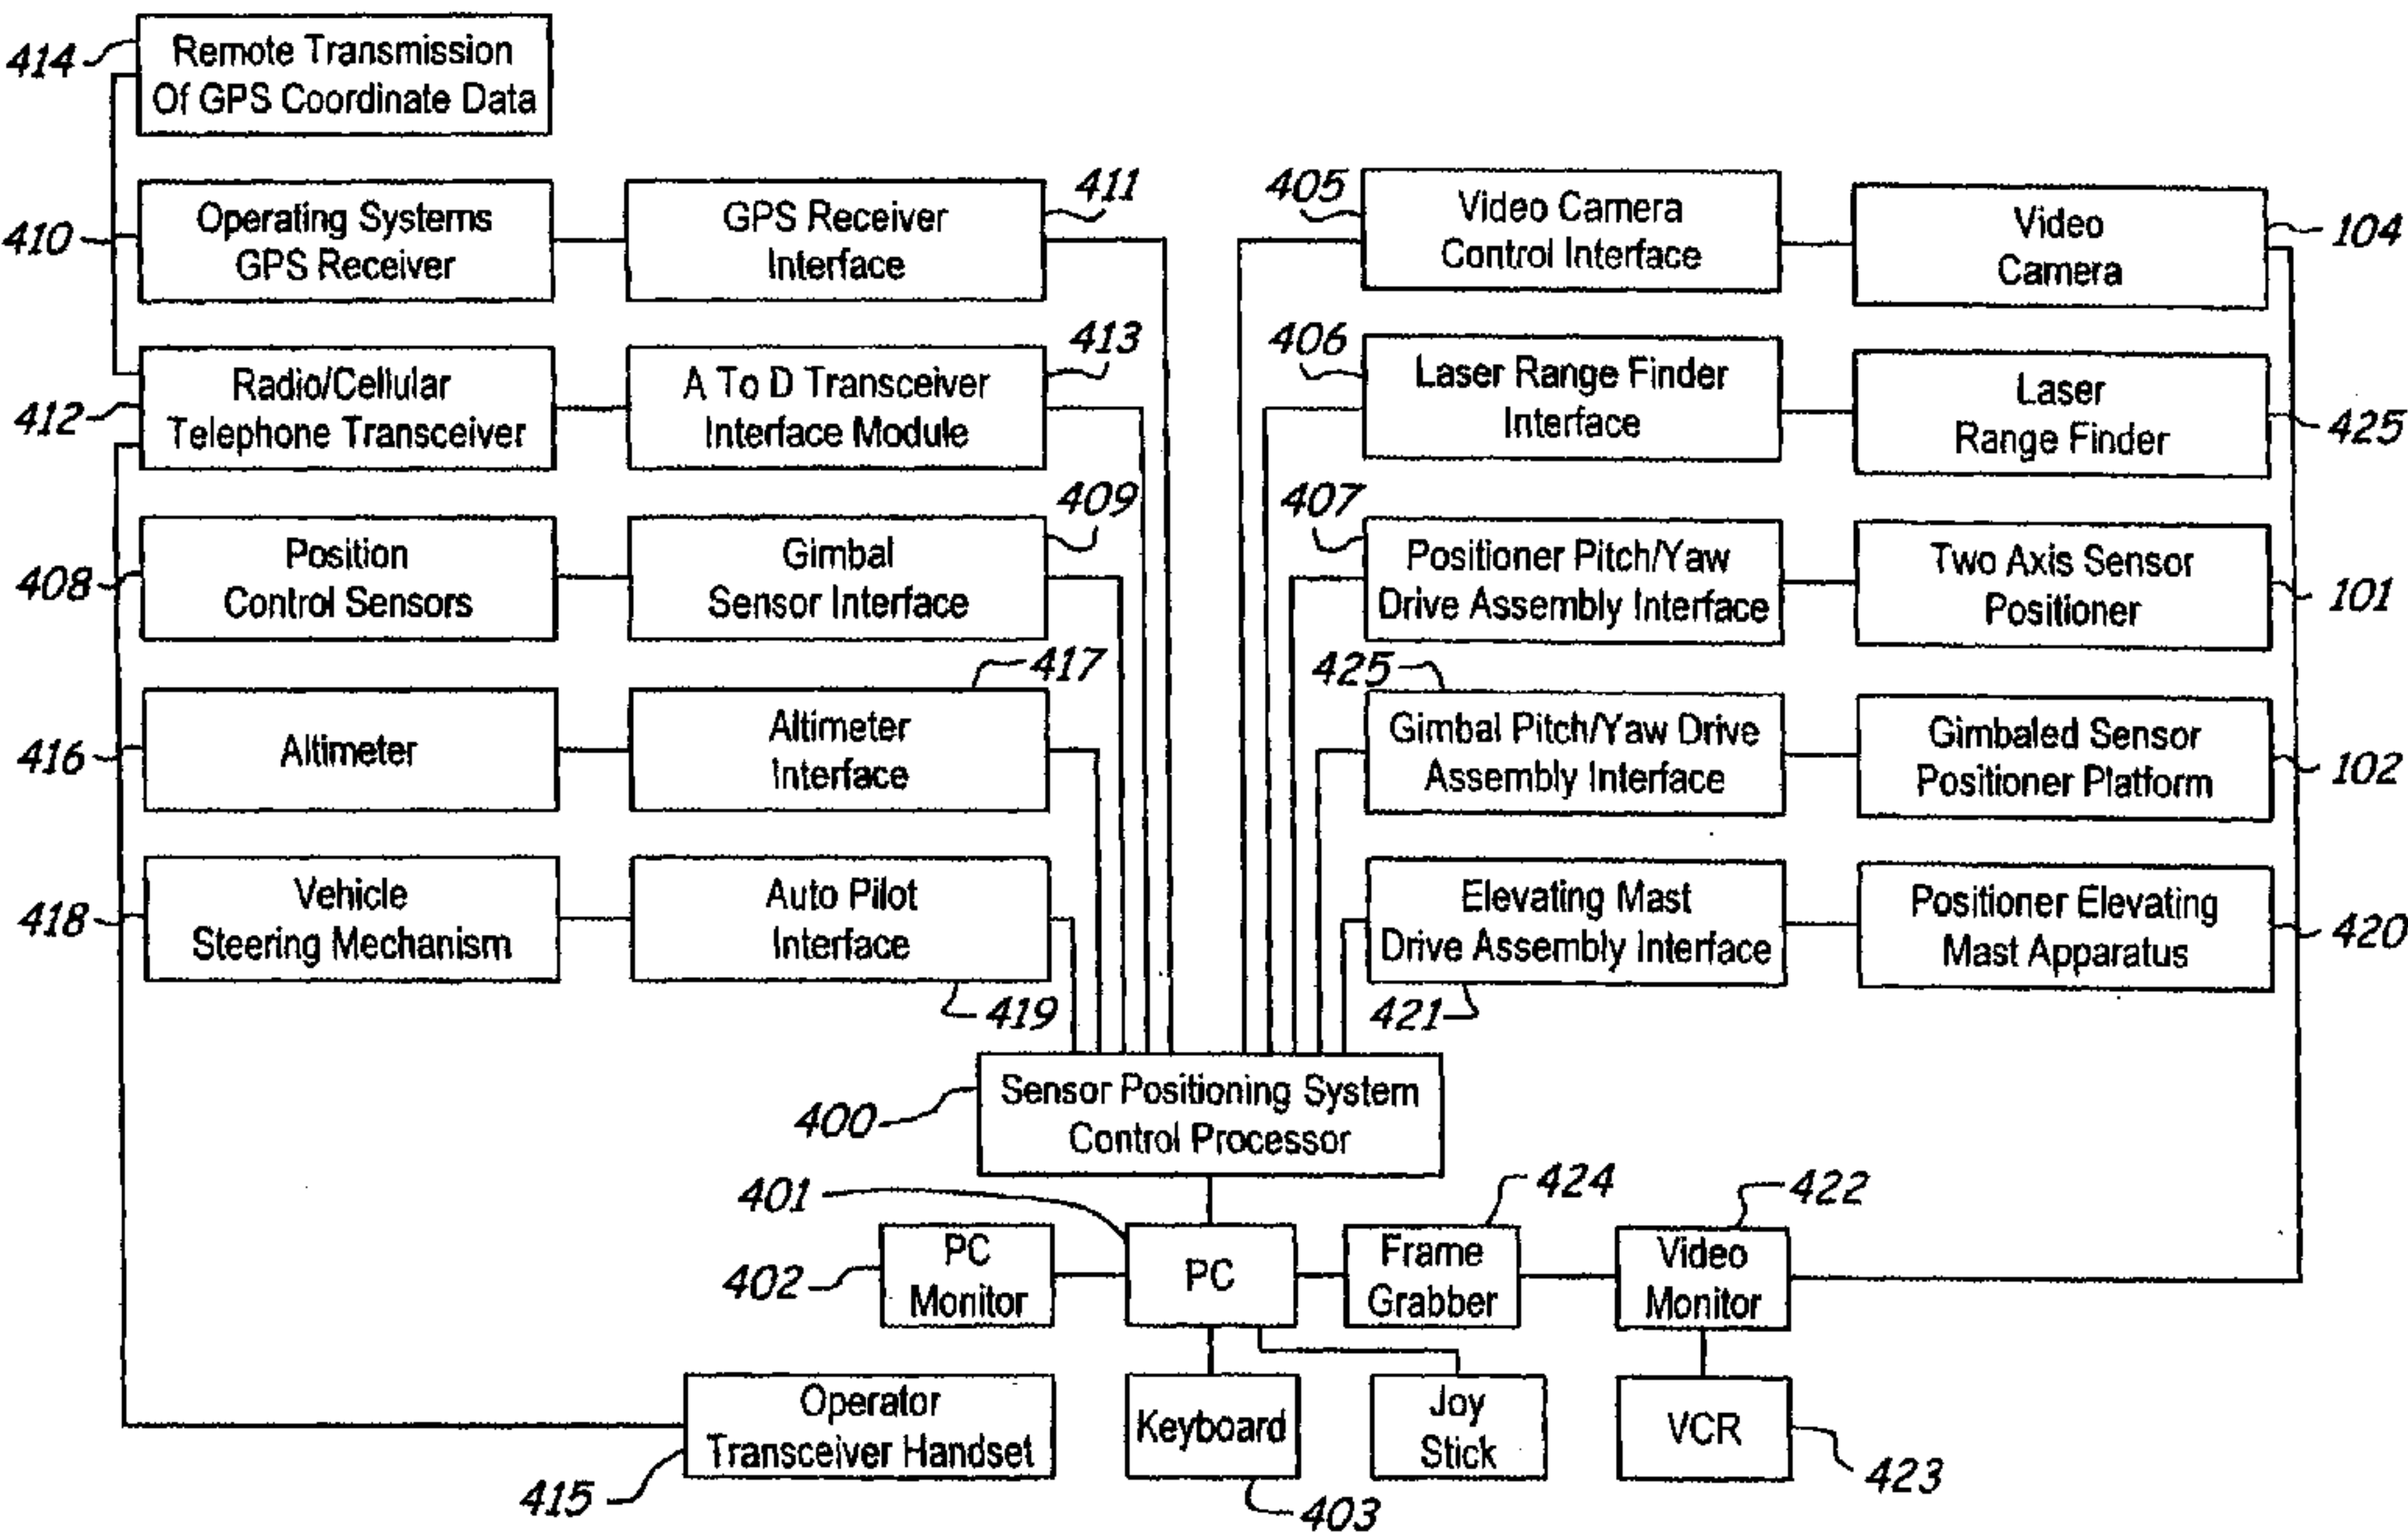 414
Remote Transmission
Of GPS Coordinate Data
410
Operating Systems
GPS Receiver
GPS Receiver
Interface
411
405
Video Camera
Control Interface
Video
Camera
104
412
Radio/Cellular
Telephone Transceiver
A To D Transceiver
Interface Module
413
406
Laser Range Finder
Interface
Laser
Range Finder
425
408
Position
Control Sensors
Gimbal
Sensor Interface
409
407
Positioner Pitch/Yaw
Drive Assembly Interface
Two Axis Sensor
Positioner
101
416
Altimeter
Altimeter
Interface
417
425
Gimbal Pitch/Yaw Drive
Assembly Interface
Gimbaled Sensor
Positioner Platform
102
418
Vehicle
Steering Mechanism
Auto Pilot
Interface
419
Elevating Mast
Drive Assembly Interface
421
Positioner Elevating
Mast Apparatus
420
400
Sensor Positioning System
Control Processor
401
424
422
402
PC
Monitor
PC
Frame
Grabber
Video
Monitor
Operator
Transceiver Handset
415
Keyboard
403
Joy
Stick
VCR
423